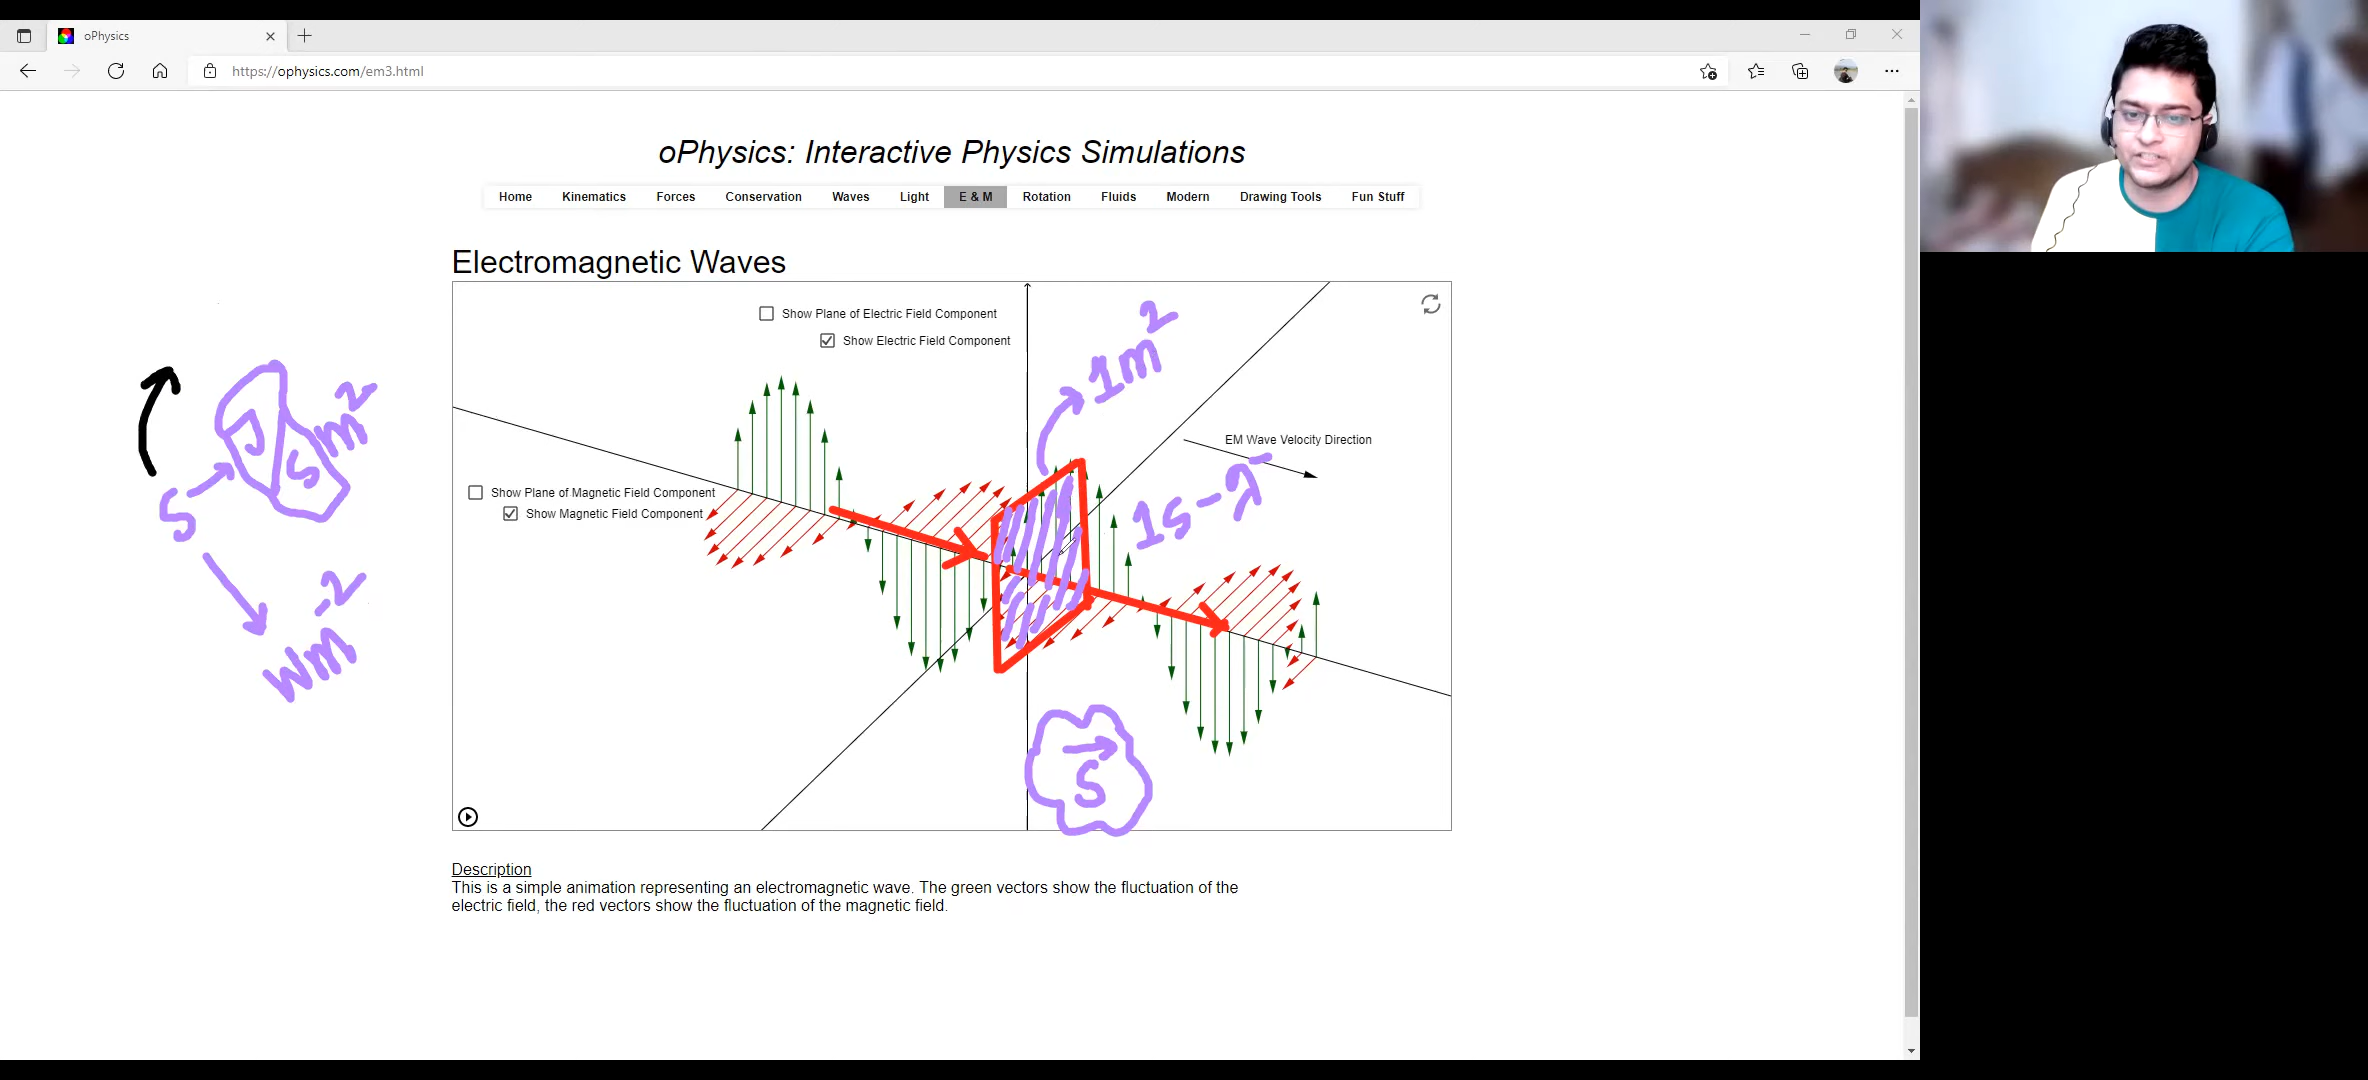 oPhysics
https://ophysics.com/em3.html
oPhysics: Interactive Physics Simulations
Home Kinematics Forces Conservation Waves Light E & M Rotation Fluids Modern Drawing Tools Fun Stuff
Electromagnetic Waves
Show Plane of Electric Field Component
Show Electric Field Component
1m²
EM Wave Velocity Direction
Show Plane of Magnetic Field Component
Show Magnetic Field Component
J
S m²
S
1s -
Wm⁻²
S⃗
Description
This is a simple animation representing an electromagnetic wave. The green vectors show the fluctuation of the
electric field, the red vectors show the fluctuation of the magnetic field.